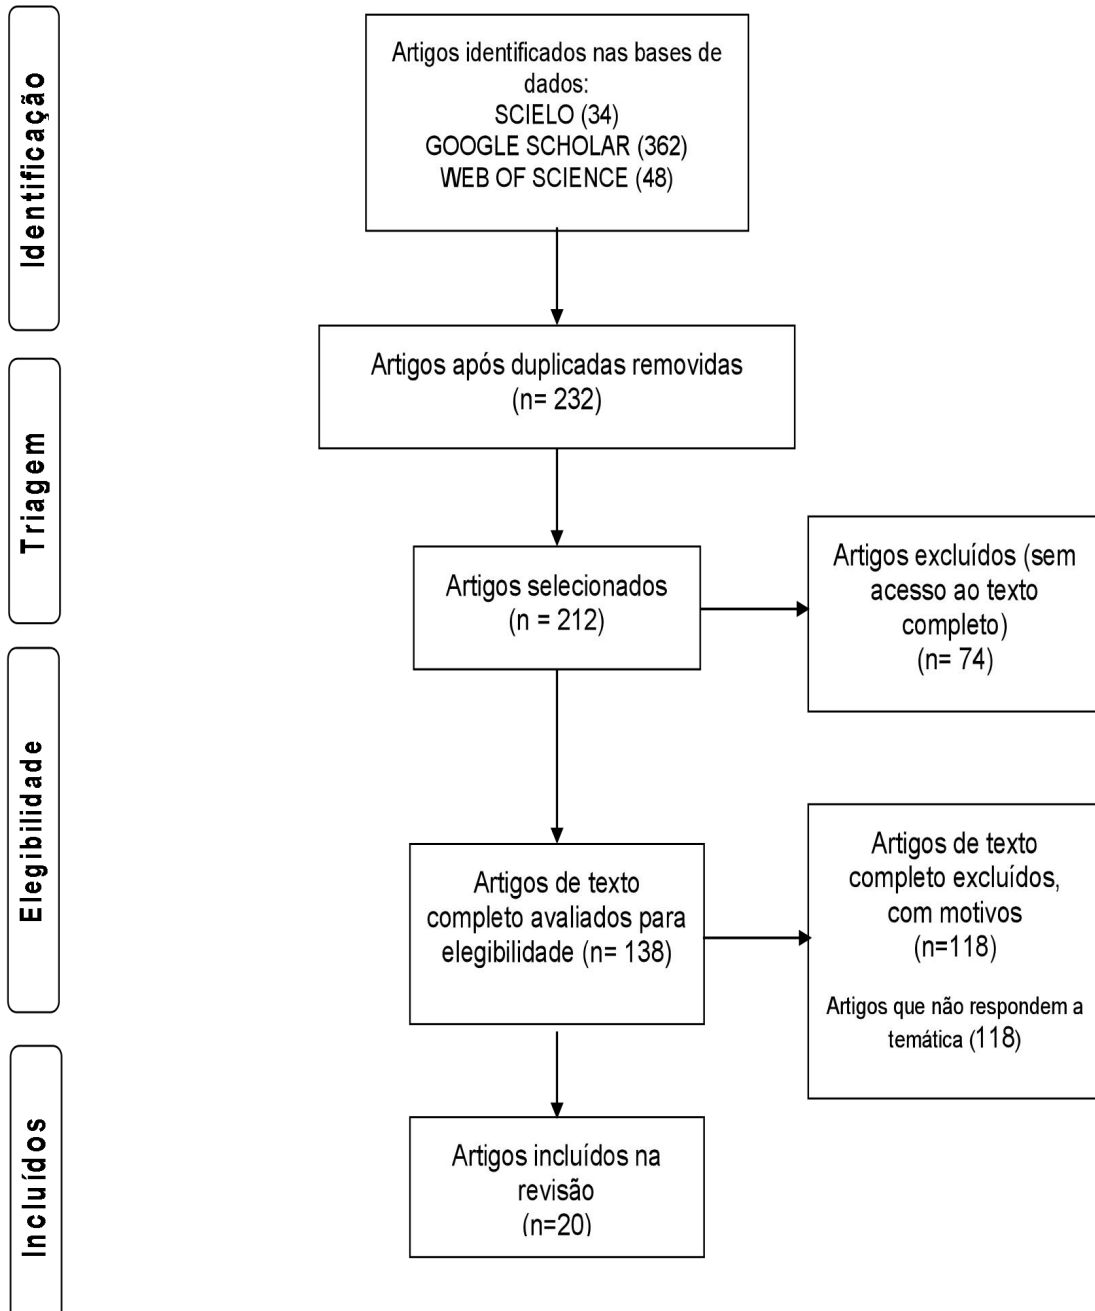 Identificação
Artigos identificados nas bases de
dados:
SCIELO (34)
GOOGLE SCHOLAR (362)
WEB OF SCIENCE (48)
Triagem
Artigos após duplicadas removidas
(n= 232)
Artigos selecionados
(n = 212)
Artigos excluídos (sem
acesso ao texto
completo)
(n= 74)
Elegibilidade
Artigos de texto
completo avaliados para
elegibilidade (n= 138)
Artigos de texto
completo excluídos,
com motivos
(n=118)
Artigos que não respondem a
temática (118)
Incluídos
Artigos incluídos na
revisão
(n=20)